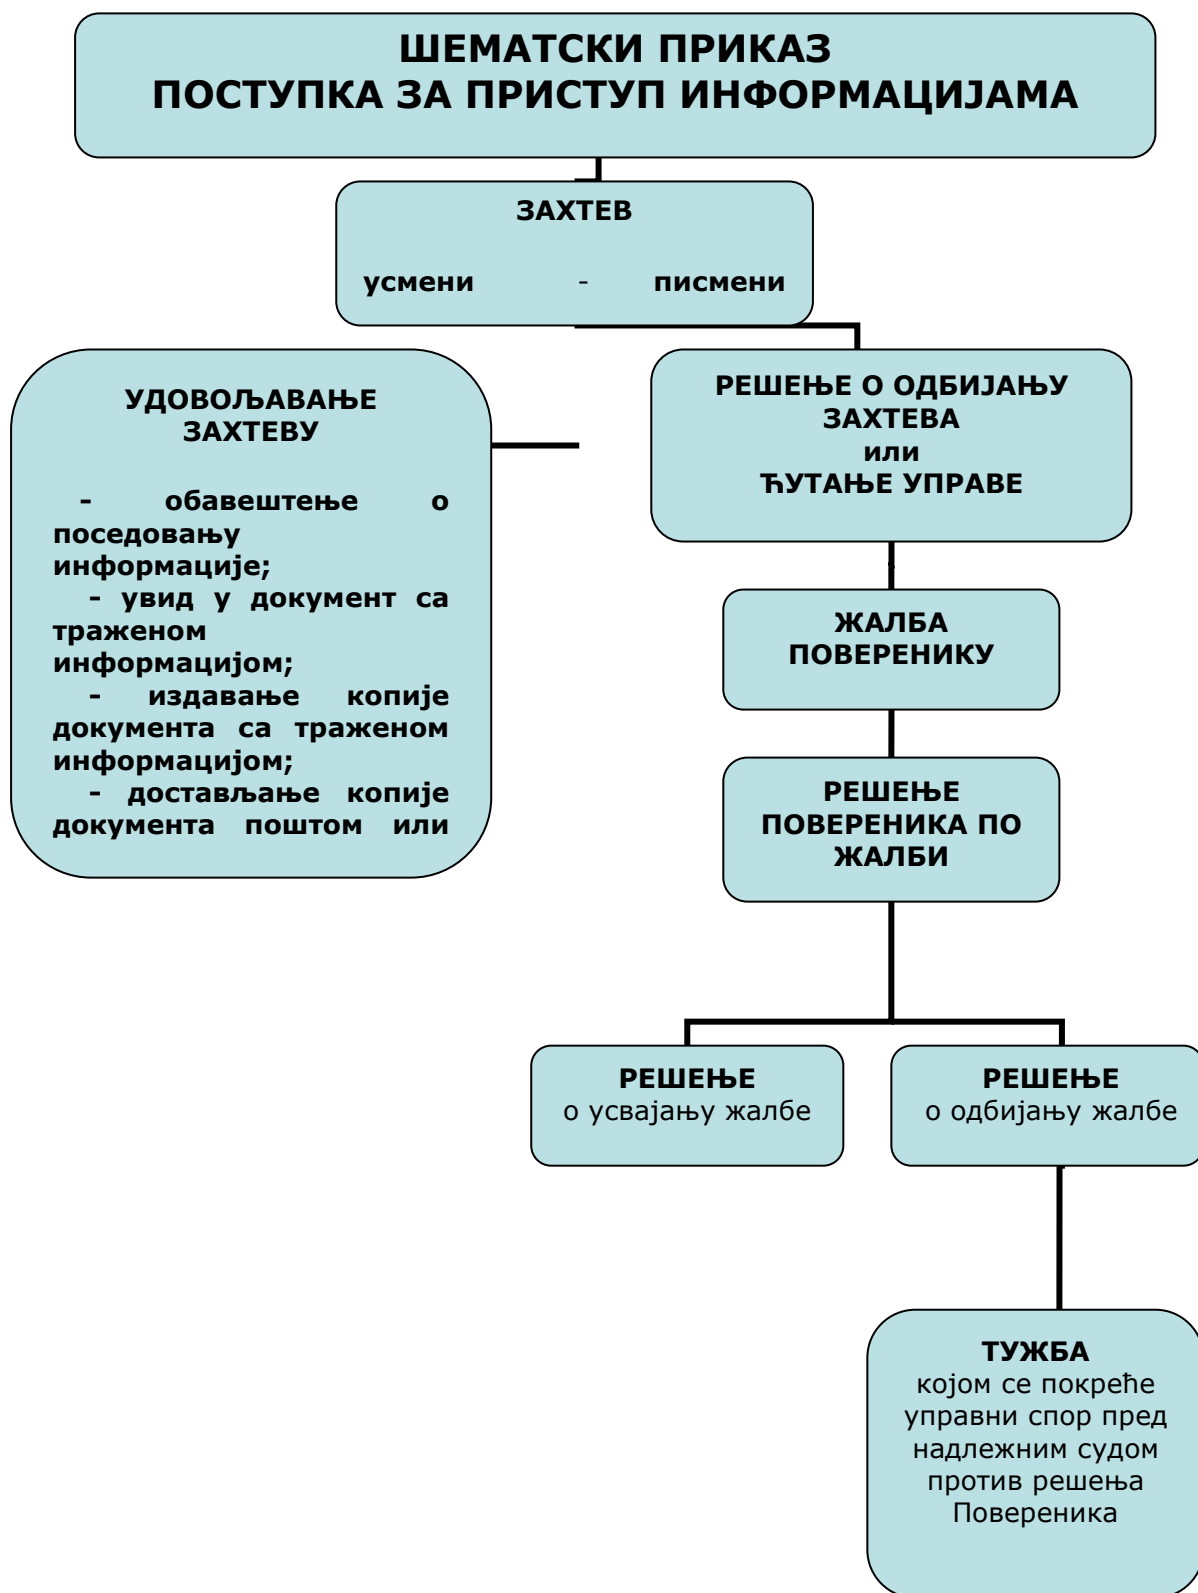 ШЕМАТСКИ ПРИКАЗ
ПОСТУПКА ЗА ПРИСТУП ИНФОРМАЦИЈАМА
ЗАХТЕВ
усмени - писмени
УДОВОЉАВАЊЕ
ЗАХТЕВУ
- обавештење о
поседовању
информације;
- увид у документ са
траженом
информацијом;
- издавање копије
документа са траженом
информацијом;
- достављање копије
документа поштом или
РЕШЕЊЕ О ОДБИЈАЊУ
ЗАХТЕВА
или
ЋУТАЊЕ УПРАВЕ
ЖАЛБА
ПОВЕРЕНИКУ
РЕШЕЊЕ
ПОВЕРЕНИКА ПО
ЖАЛБИ
РЕШЕЊЕ
о усвајању жалбе
РЕШЕЊЕ
о одбијању жалбе
ТУЖБА
којом се покреће
управни спор пред
надлежним судом
против решења
Повереника